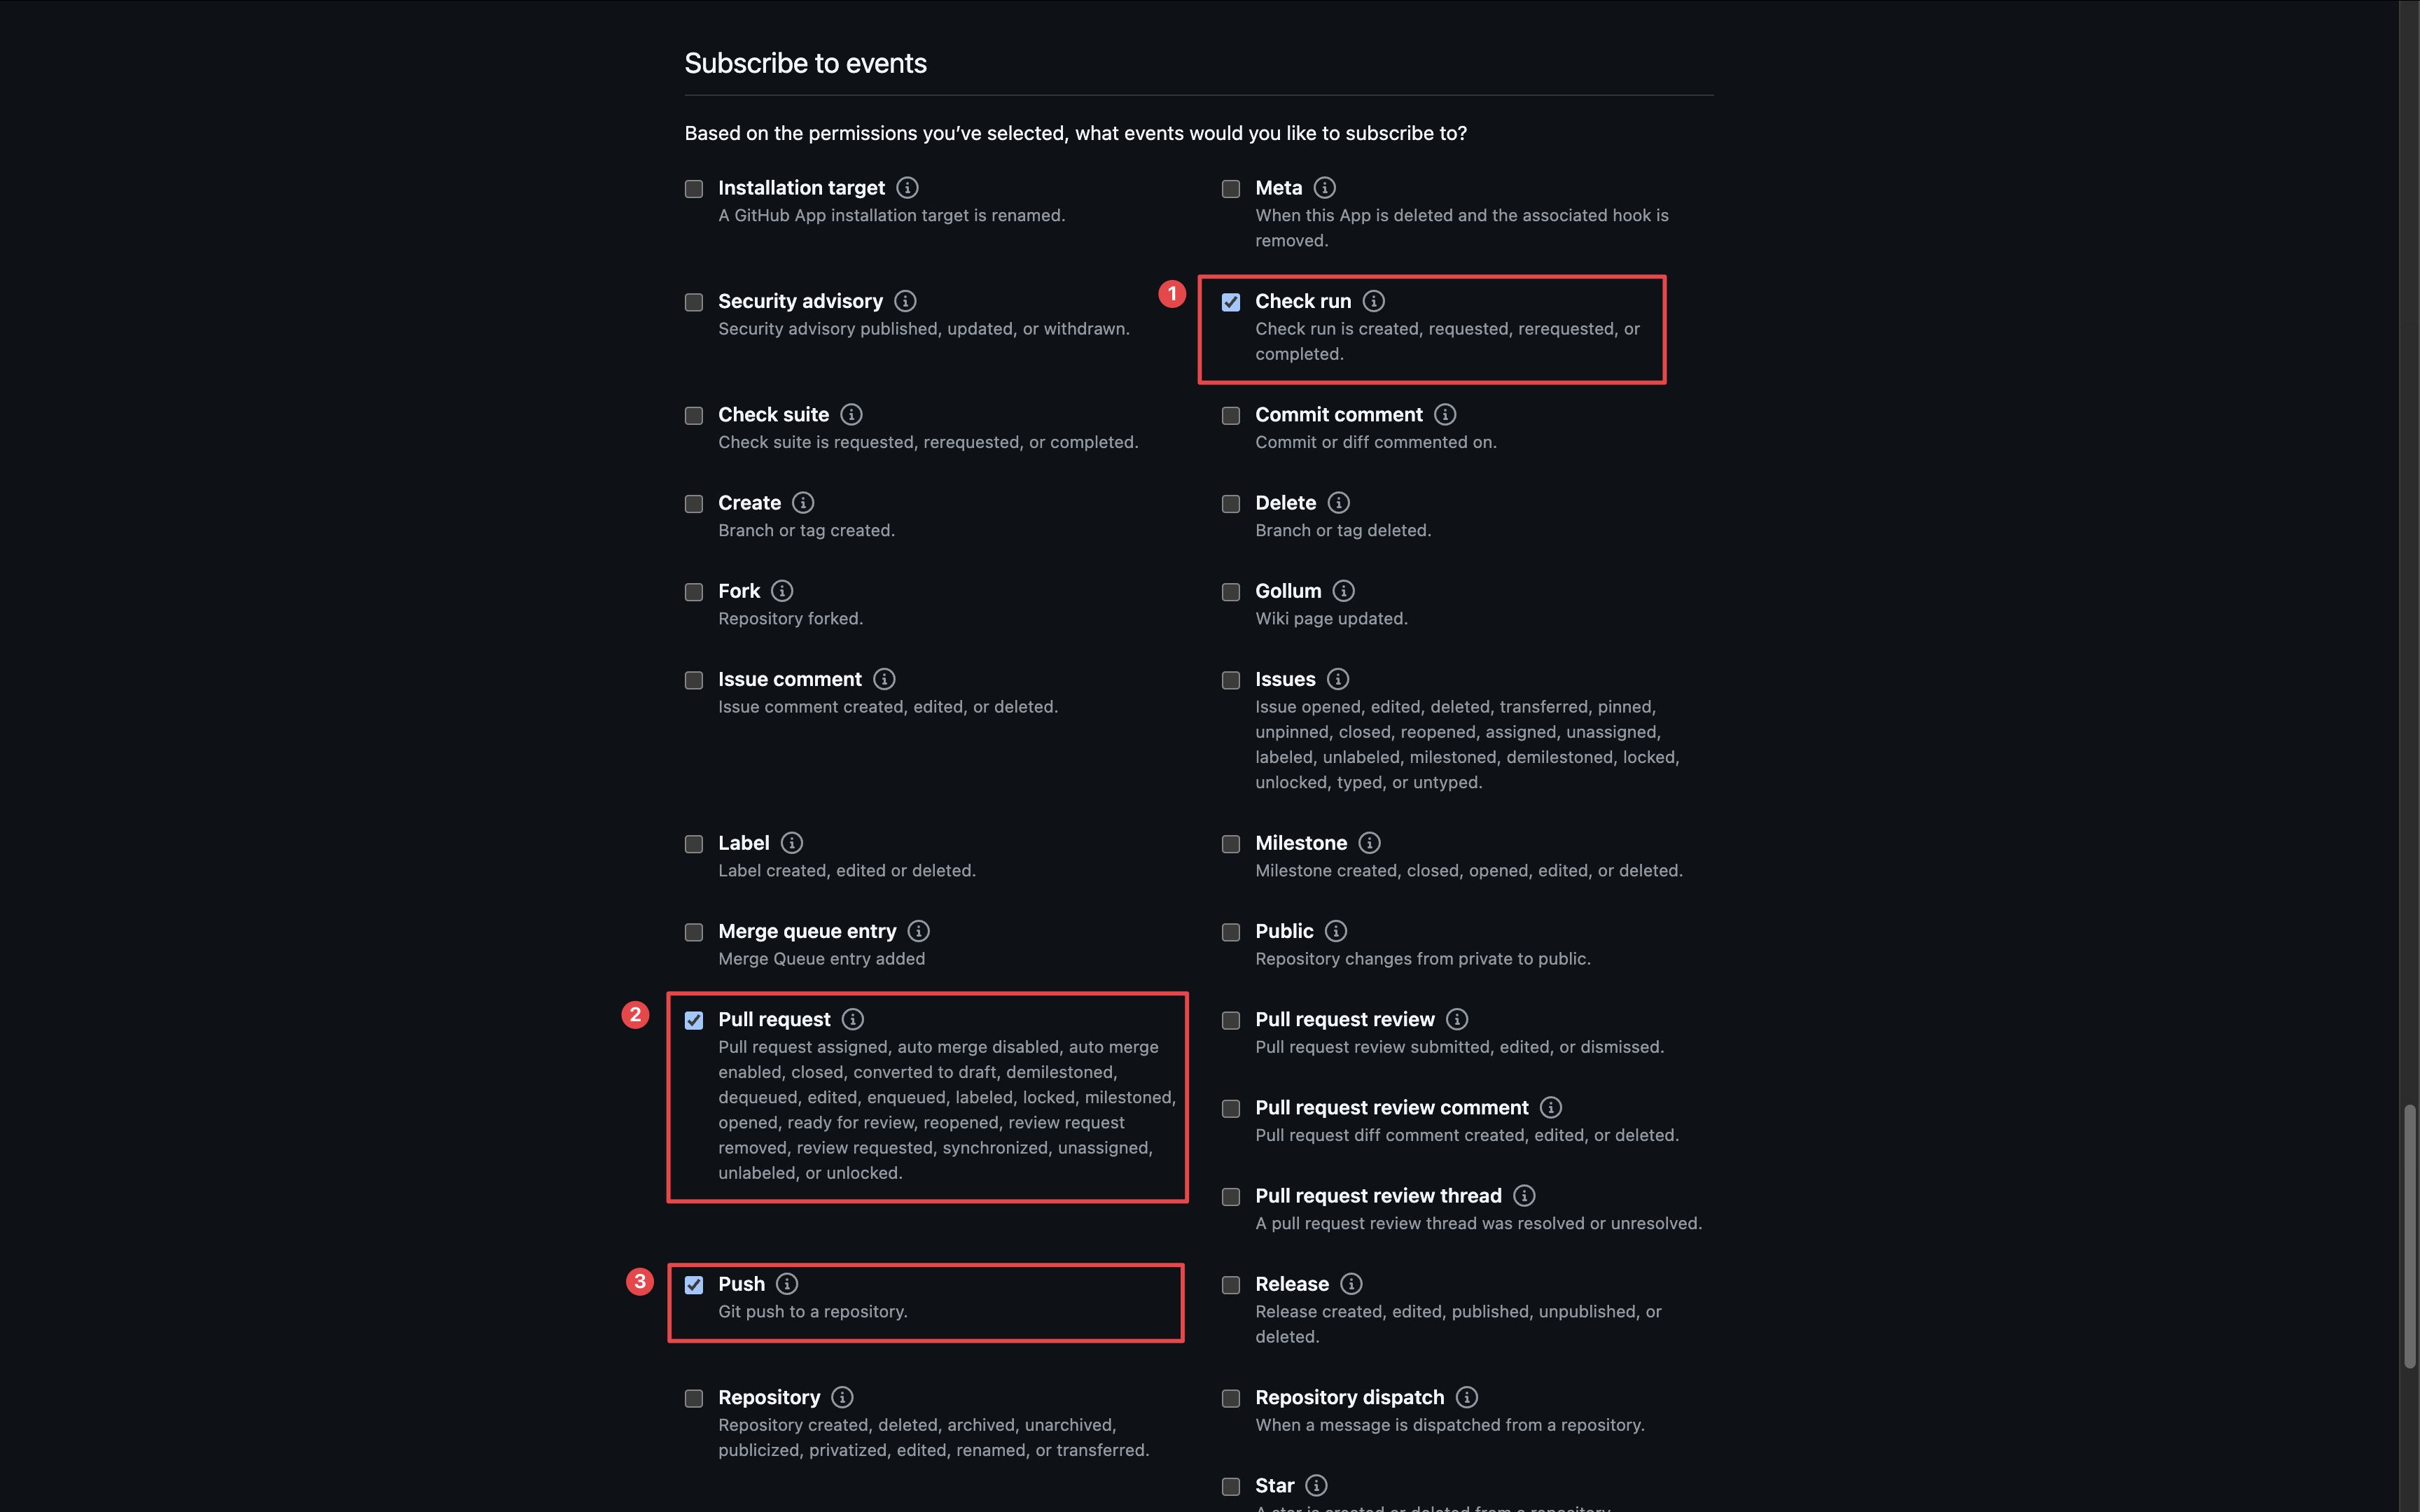 Subscribe to events
Based on the permissions you’ve selected, what events would you like to subscribe to?
Installation target
A GitHub App installation target is renamed.
Meta
When this App is deleted and the associated hook is
removed.
Security advisory
Security advisory published, updated, or withdrawn.
1
Check run
Check run is created, requested, rerequested, or
completed.
Check suite
Check suite is requested, rerequested, or completed.
Commit comment
Commit or diff commented on.
Create
Branch or tag created.
Delete
Branch or tag deleted.
Fork
Repository forked.
Gollum
Wiki page updated.
Issue comment
Issue comment created, edited, or deleted.
Issues
Issue opened, edited, deleted, transferred, pinned,
unpinned, closed, reopened, assigned, unassigned,
labeled, unlabeled, milestoned, demilestoned, locked,
unlocked, typed, or untyped.
Label
Label created, edited or deleted.
Milestone
Milestone created, closed, opened, edited, or deleted.
Merge queue entry
Merge Queue entry added
Public
Repository changes from private to public.
2
Pull request
Pull request assigned, auto merge disabled, auto merge
enabled, closed, converted to draft, demilestoned,
dequeued, edited, enqueued, labeled, locked, milestoned,
opened, ready for review, reopened, review request
removed, review requested, synchronized, unassigned,
unlabeled, or unlocked.
Pull request review
Pull request review submitted, edited, or dismissed.
Pull request review comment
Pull request diff comment created, edited, or deleted.
Pull request review thread
A pull request review thread was resolved or unresolved.
3
Push
Git push to a repository.
Release
Release created, edited, published, unpublished, or
deleted.
Repository
Repository created, deleted, archived, unarchived,
publicized, privatized, edited, renamed, or transferred.
Repository dispatch
When a message is dispatched from a repository.
Star
A star is created or deleted from a repository.